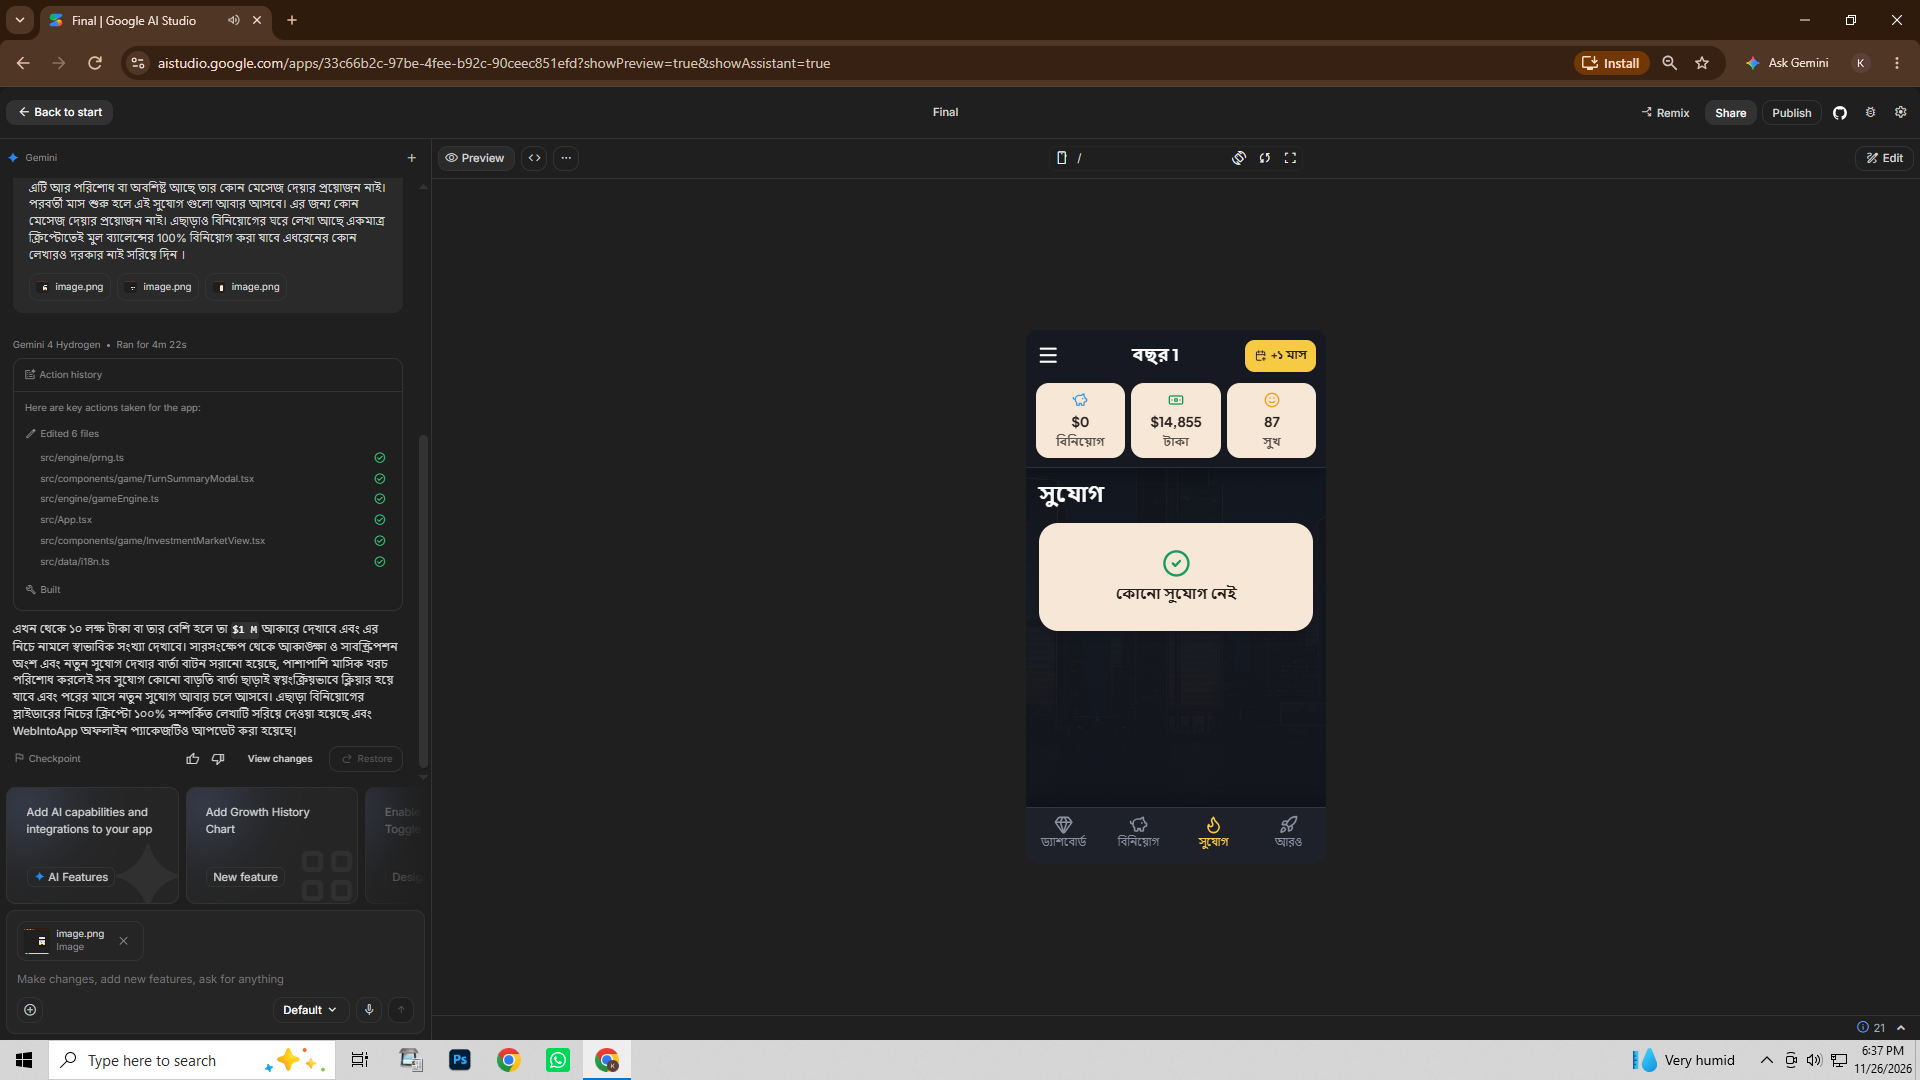 Final | Google AI Studio
aistudio.google.com/apps/33c66b2c-97be-4fee-b92c-90ceec851efd?showPreview=true&showAssistant=true
Install
Ask Gemini
K
Back to start
Final
Remix
Share
Publish
Gemini
Preview
/
Edit
এটি আর পরিশোধ বা অবশিষ্ট আছে তার কোন মেসেজ দেয়ার প্রয়োজন নাই।
পরবর্তী মাস শুরু হলে এই সুযোগ গুলো আবার আসবে। এর জন্য কোন
মেসেজ দেয়ার প্রয়োজন নাই। এছাড়াও বিনিয়োগের ঘরে লেখা আছে একমাত্র
ক্রিপ্টোতেই মুল ব্যালেন্সের 100% বিনিয়োগ করা যাবে এধরেনের কোন
লেখারও দরকার নাই সরিয়ে দিন ।
image.png
image.png
image.png
Gemini 4 Hydrogen • Ran for 4m 22s
Action history
Here are key actions taken for the app:
Edited 6 files
src/engine/prng.ts
src/components/game/TurnSummaryModal.tsx
src/engine/gameEngine.ts
src/App.tsx
src/components/game/InvestmentMarketView.tsx
src/data/i18n.ts
Built
এখন থেকে ১০ লক্ষ টাকা বা তার বেশি হলে তা $1 M আকারে দেখাবে এবং এর
নিচে নামলে স্বাভাবিক সংখ্যা দেখাবে। সারসংক্ষেপ থেকে আকাঙ্ক্ষা ও সাবস্ক্রিপশন
অংশ এবং নতুন সুযোগ দেখার বার্তা বাটন সরানো হয়েছে, পাশাপাশি মাসিক খরচ
পরিশোধ করলেই সব সুযোগ কোনো বাড়তি বার্তা ছাড়াই স্বয়ংক্রিয়ভাবে ক্লিয়ার হয়ে
যাবে এবং পরের মাসে নতুন সুযোগ আবার চলে আসবে। এছাড়া বিনিয়োগের
স্লাইডারের নিচের ক্রিপ্টো ১০০% সম্পর্কিত লেখাটি সরিয়ে দেওয়া হয়েছে এবং
WebIntoApp অফলাইন প্যাকেজটিও আপডেট করা হয়েছে।
Checkpoint
View changes
Restore
Add AI capabilities and
integrations to your app
AI Features
Add Growth History
Chart
New feature
Enable
Toggle
Desig
image.png
Image
Make changes, add new features, ask for anything
Default
বছর 1
+১ মাস
$0
বিনিয়োগ
$14,855
টাকা
87
সুখ
সুযোগ
কোনো সুযোগ নেই
ড্যাশবোর্ড
বিনিয়োগ
সুযোগ
আরও
21
Type here to search
Ps
Very humid
6:37 PM
11/26/2026